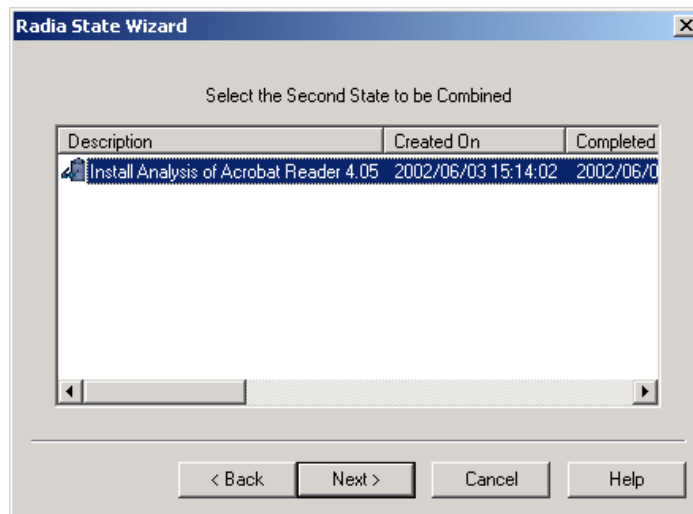 Radia State Wizard
Select the Second State to be Combined
Description Created On Completed
Install Analysis of Acrobat Reader 4.05 2002/06/03 15:14:02 2002/06/0
< Back Next > Cancel Help